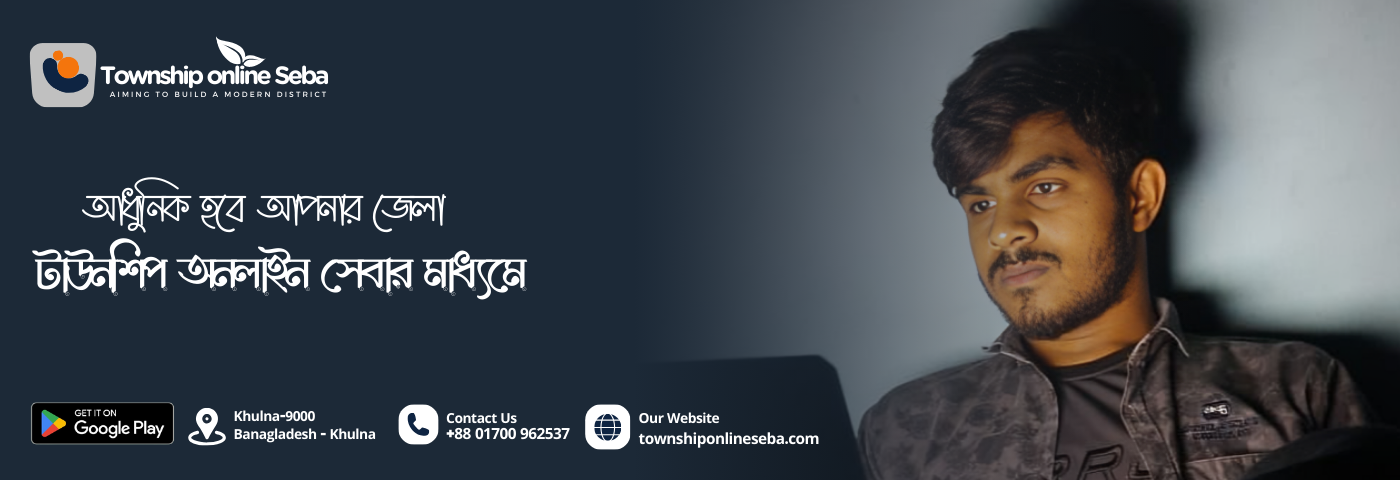 Township online Seba
AIMING TO BUILD A MODERN DISTRICT
আধুনিক হবে আপনার জেলা
টাউনশিপ অনলাইন সেবার মাধ্যমে
GET IT ON
Google Play
Khulna-9000
Banagladesh - Khulna
Contact Us
+88 01700 962537
Our Website
townshiponlineseba.com